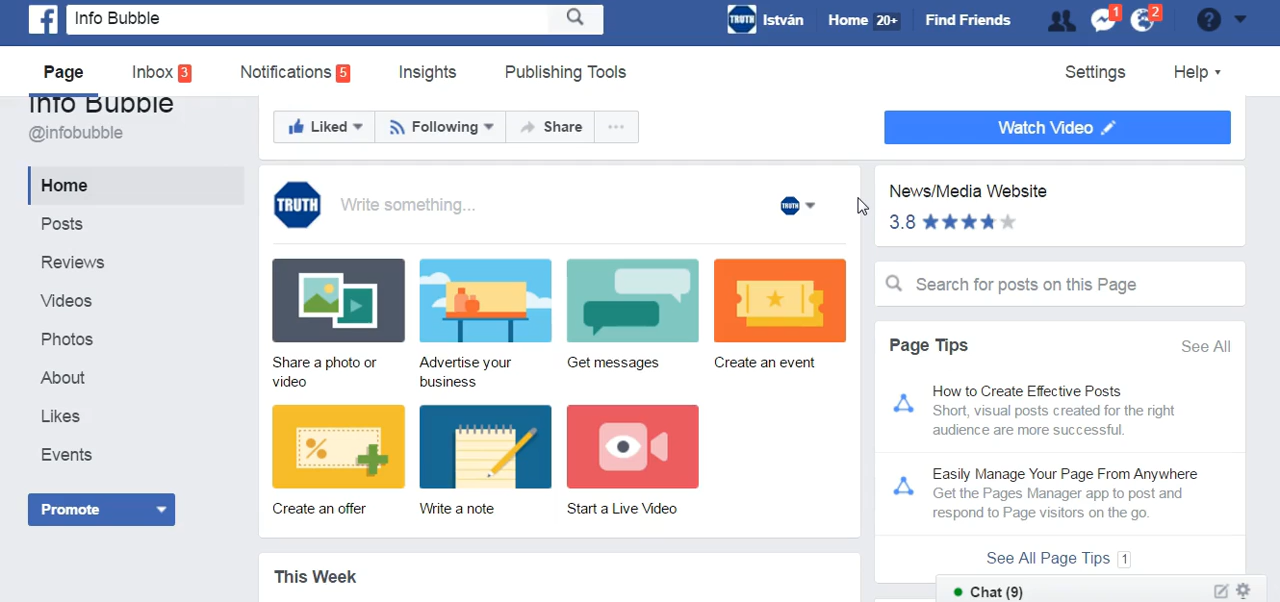 f Info Bubble
TRUTH István Home 20+ Find Friends 1 2 ?
Page Inbox 3 Notifications 5 Insights Publishing Tools Settings Help
Info Bubble
@infobubble
Liked Following Share ...
Watch Video
Home
Posts
Reviews
Videos
Photos
About
Likes
Events
Promote
TRUTH Write something... TRUTH
Share a photo or
video
Advertise your
business
Get messages
Create an event
%
Create an offer
Write a note
Start a Live Video
This Week
News/Media Website
3.8
Search for posts on this Page
Page Tips See All
How to Create Effective Posts
Short, visual posts created for the right
audience are more successful.
Easily Manage Your Page From Anywhere
Get the Pages Manager app to post and
respond to Page visitors on the go.
See All Page Tips 1
Chat (9)